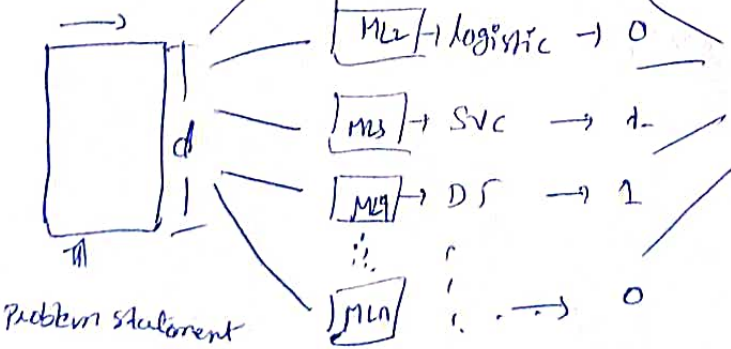 ML2 → logistic → 0
d
ML3 → SVC → 1
ML4 → DT → 1
MLn → 0
Problem statement